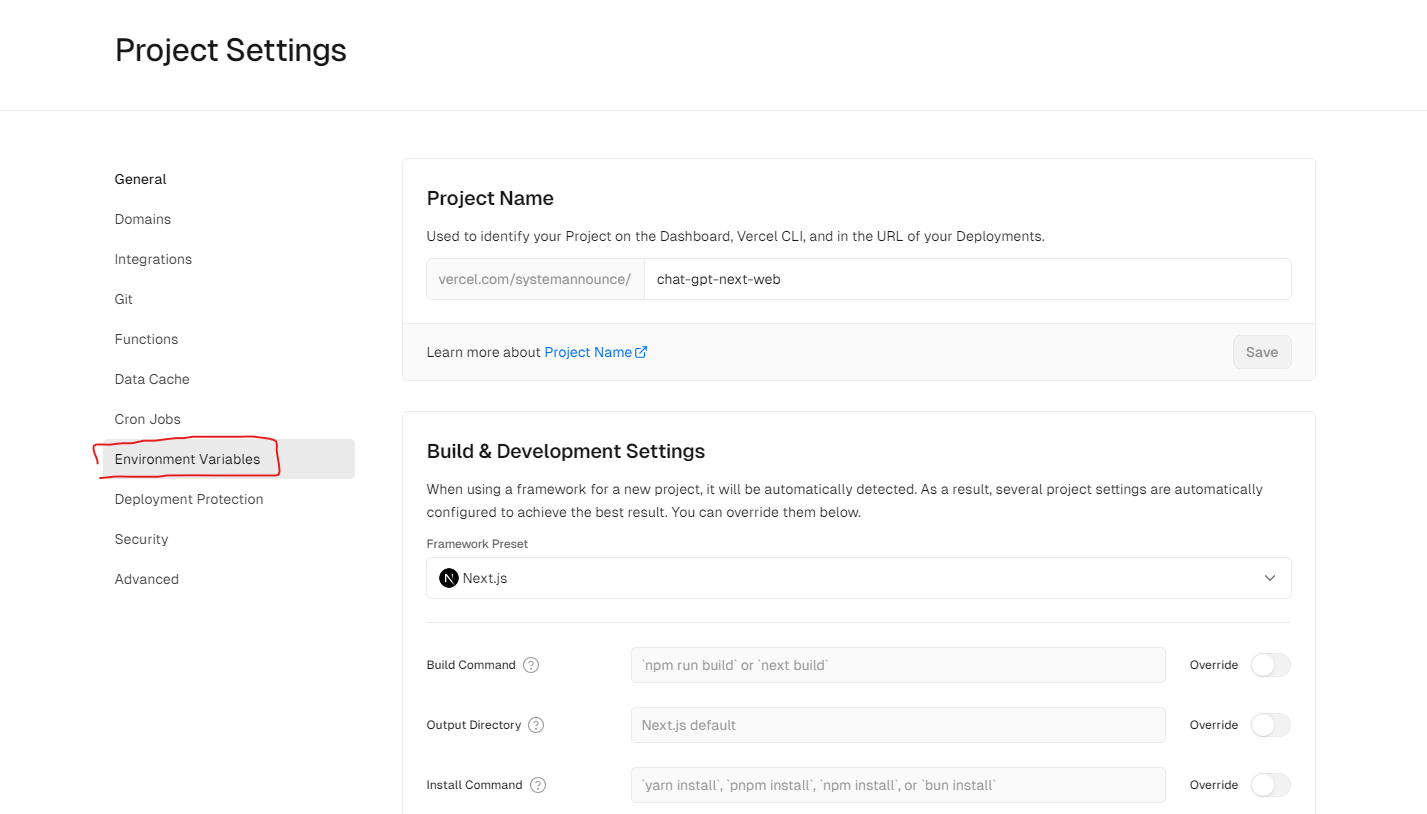 Project Settings
General
Domains
Integrations
Git
Functions
Data Cache
Cron Jobs
Environment Variables
Deployment Protection
Security
Advanced
Project Name
Used to identify your Project on the Dashboard, Vercel CLI, and in the URL of your Deployments.
vercel.com/systemannounce/ chat-gpt-next-web
Learn more about Project Name Save
Build & Development Settings
When using a framework for a new project, it will be automatically detected. As a result, several project settings are automatically
configured to achieve the best result. You can override them below.
Framework Preset
N Next.js
Build Command ? `npm run build` or `next build` Override
Output Directory ? Next.js default Override
Install Command ? `yarn install`, `pnpm install`, `npm install`, or `bun install` Override